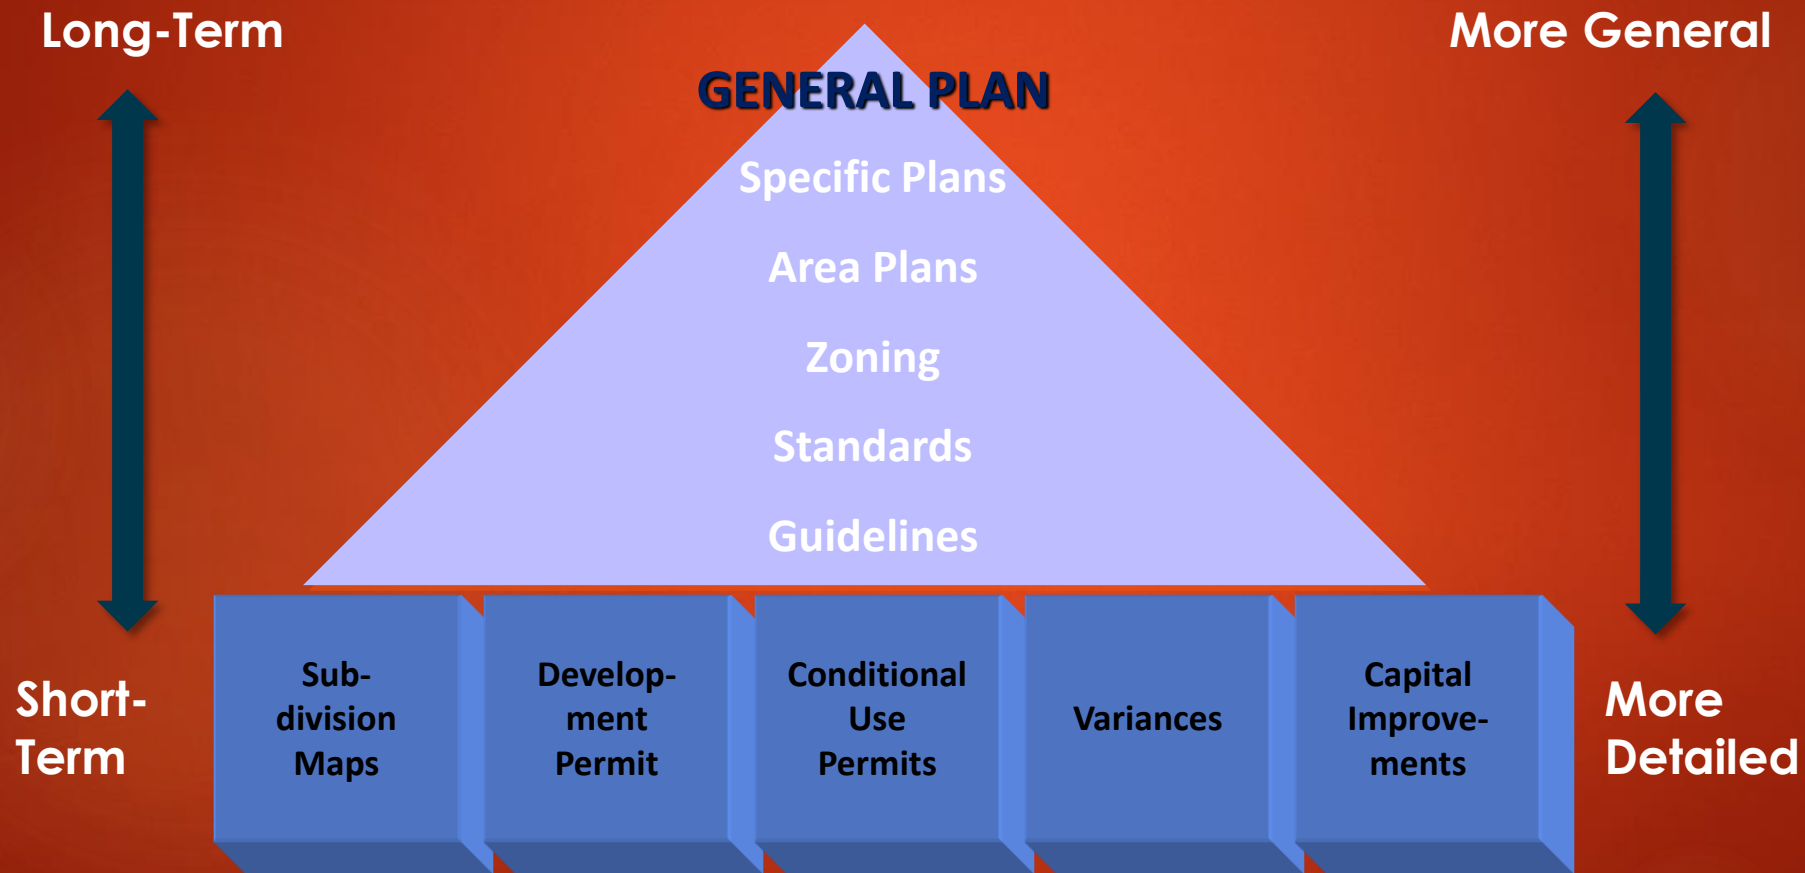 Long-Term
More General
GENERAL PLAN
Specific Plans
Area Plans
Zoning
Standards
Guidelines
Sub-
division
Maps
Develop-
ment
Permit
Conditional
Use
Permits
Variances
Capital
Improve-
ments
Short-
Term
More
Detailed